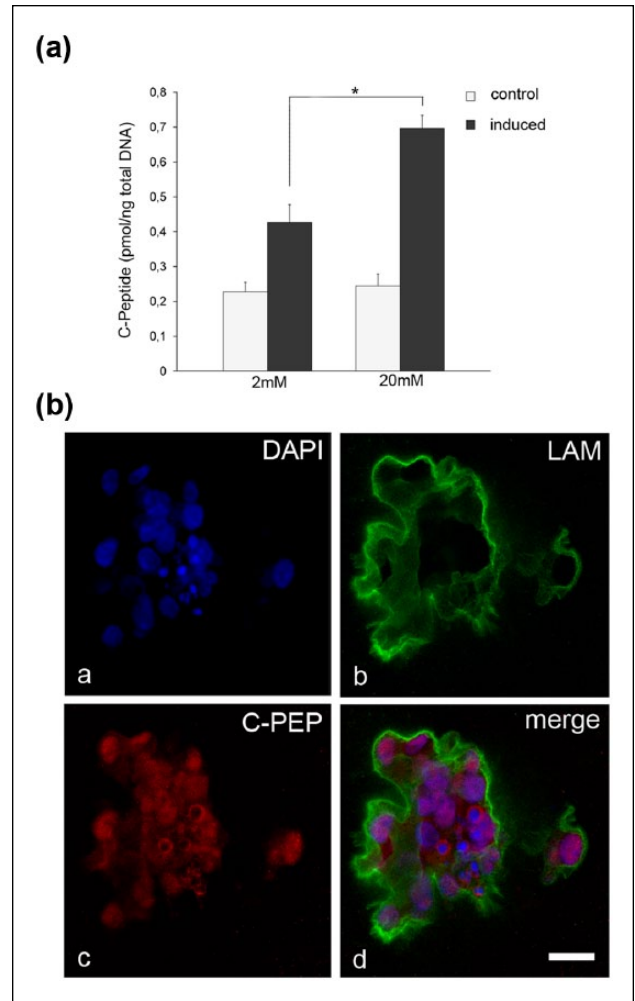 (a)
C-Peptide (pmol/ng total DNA)
0,8
0,7
0,6
0,5
0,4
0,3
0,2
0,1
0
*
control
induced
2mM
20mM
(b)
DAPI
a
LAM
b
C-PEP
c
merge
d